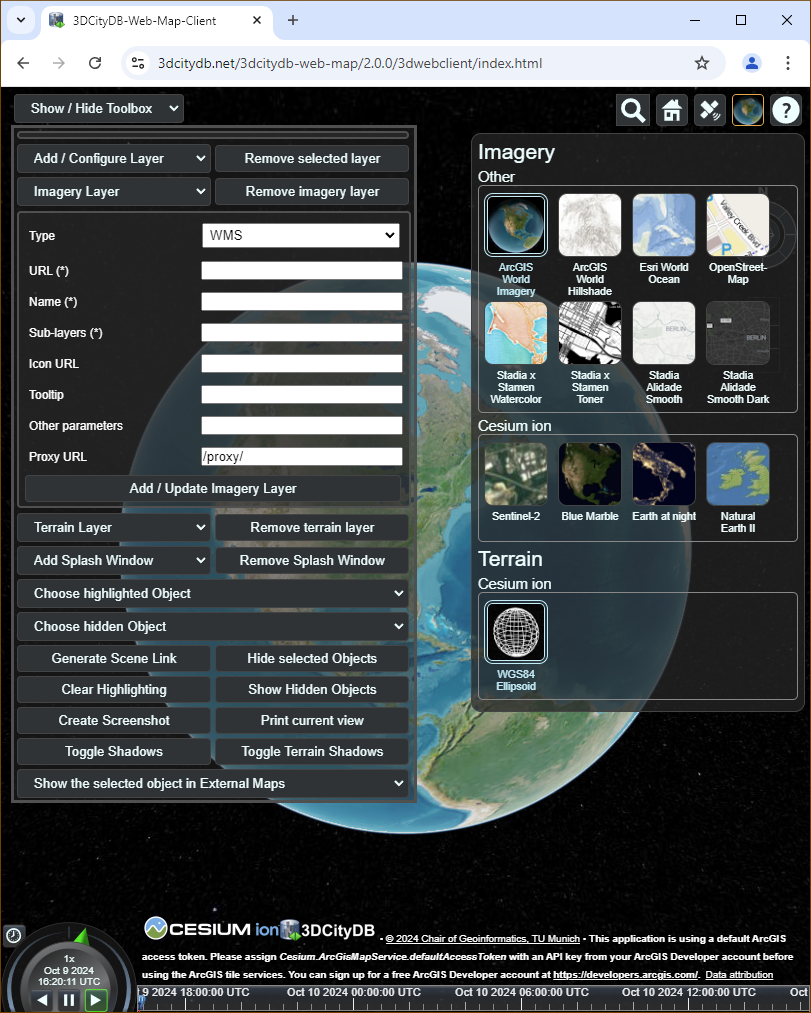 3DCityDB-Web-Map-Client
3dcitydb.net/3dcitydb-web-map/2.0.0/3dwebclient/index.html
Show / Hide Toolbox
?
Add / Configure Layer
Remove selected layer
Imagery Layer
Remove imagery layer
Type
WMS
URL (*)
Name (*)
Sub-layers (*)
Icon URL
Tooltip
Other parameters
Proxy URL
/proxy/
Add / Update Imagery Layer
Terrain Layer
Remove terrain layer
Add Splash Window
Remove Splash Window
Choose highlighted Object
Choose hidden Object
Generate Scene Link
Hide selected Objects
Clear Highlighting
Show Hidden Objects
Create Screenshot
Print current view
Toggle Shadows
Toggle Terrain Shadows
Show the selected object in External Maps
Imagery
Other
N
Valley Creek Blvd
P
ArcGIS
World
Imagery
ArcGIS
World
Hillshade
Esri World
Ocean
OpenStreet-
Map
BERLIN
BERLIN
Stadia x
Stamen
Watercolor
Stadia x
Stamen
Toner
Stadia
Alidade
Smooth
Stadia
Alidade
Smooth Dark
Cesium ion
Sentinel-2
Blue Marble
Earth at night
Natural
Earth II
Terrain
Cesium ion
WGS84
Ellipsoid
CESIUM ion 3DCityDB - © 2024 Chair of Geoinformatics, TU Munich - This application is using a default ArcGIS
access token. Please assign Cesium.ArcGisMapService.defaultAccessToken with an API key from your ArcGIS Developer account before
using the ArcGIS tile services. You can sign up for a free ArcGIS Developer account at https://developers.arcgis.com/. Data attribution
1x
Oct 9 2024
16:20:11 UTC
9 2024 18:00:00 UTC
Oct 10 2024 00:00:00 UTC
Oct 10 2024 06:00:00 UTC
Oct 10 2024 12:00:00 UTC
Oct